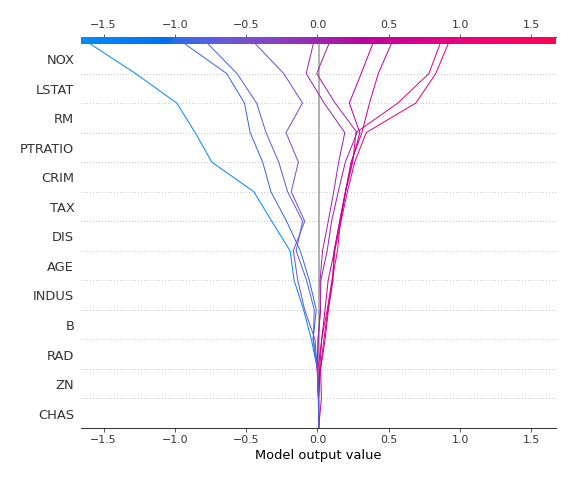 −1.5 −1.0 −0.5 0.0 0.5 1.0 1.5
NOX
LSTAT
RM
PTRATIO
CRIM
TAX
DIS
AGE
INDUS
B
RAD
ZN
CHAS
−1.5 −1.0 −0.5 0.0 0.5 1.0 1.5
Model output value